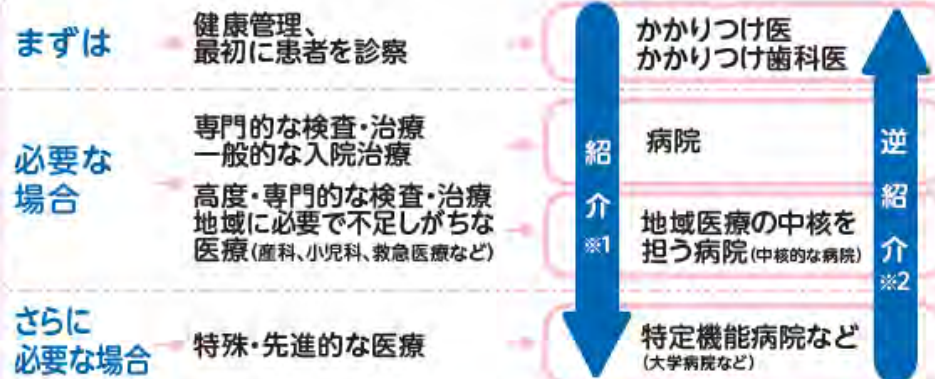 まずは
健康管理、
最初に患者を診察
かかりつけ医
かかりつけ歯科医
必要な
場合
専門的な検査・治療
一般的な入院治療
病院
高度・専門的な検査・治療
地域に必要で不足しがちな
医療(産科、小児科、救急医療など)
地域医療の中核を
担う病院(中核的な病院)
さらに
必要な場合
特殊・先進的な医療
特定機能病院など
(大学病院など)
紹介※1
逆紹介※2